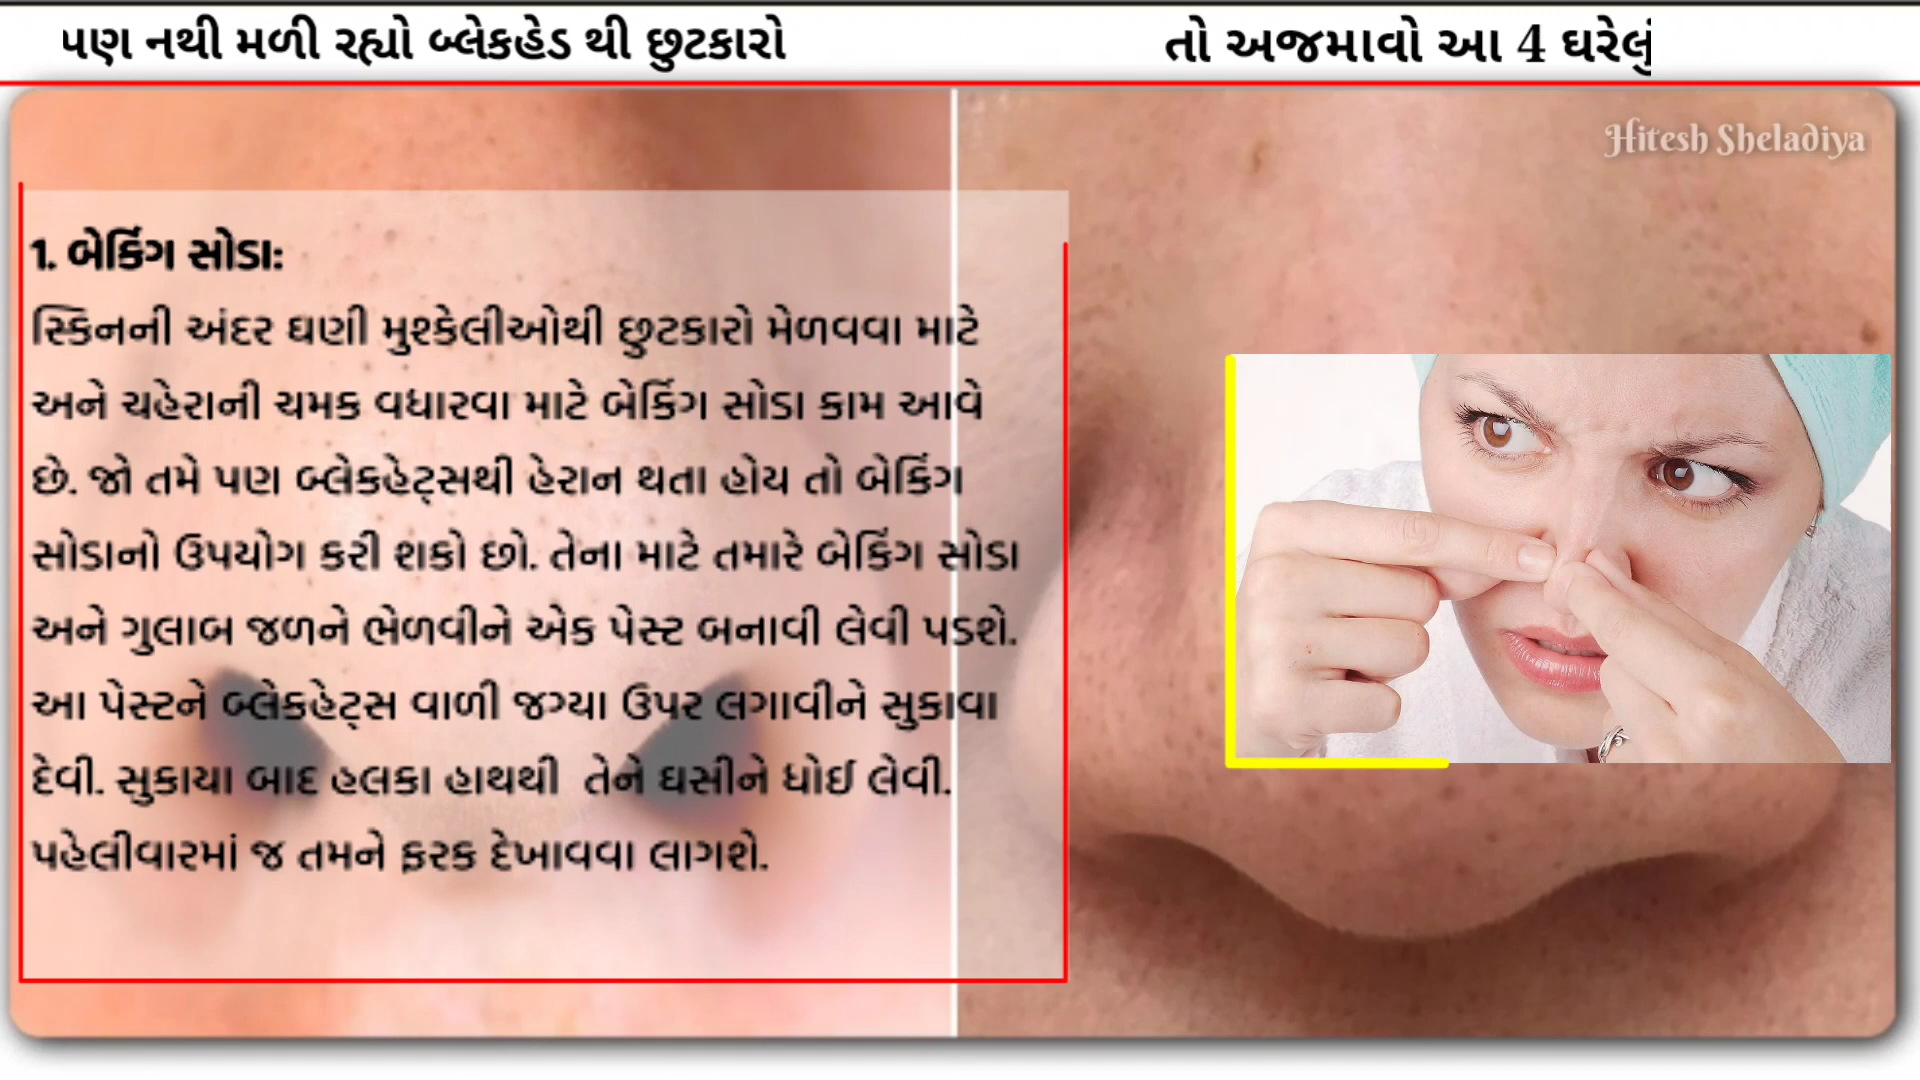 પણ નથી મળી રહ્યો બ્લેકહેડ થી છુટકારો
તો અજમાવો આ 4 ઘરેલું
Hitesh Sheladiya
1. બેકિંગ સોડા:
સ્કિનની અંદર ઘણી મુશ્કેલીઓથી છુટકારો મેળવવા માટે
અને ચહેરાની ચમક વધારવા માટે બેકિંગ સોડા કામ આવે
છે. જો તમે પણ બ્લેકહેટ્સથી હેરાન થતા હોય તો બેકિંગ
સોડાનો ઉપયોગ કરી શકો છો. તેના માટે તમારે બેકિંગ સોડા
અને ગુલાબ જળને ભેળવીને એક પેસ્ટ બનાવી લેવી પડશે.
આ પેસ્ટને બ્લેકહેટ્સ વાળી જગ્યા ઉપર લગાવીને સુકાવા
દેવી. સુકાયા બાદ હલકા હાથથી તેને ઘસીને ધોઈ લેવી.
પહેલીવારમાં જ તમને ફરક દેખાવવા લાગશે.